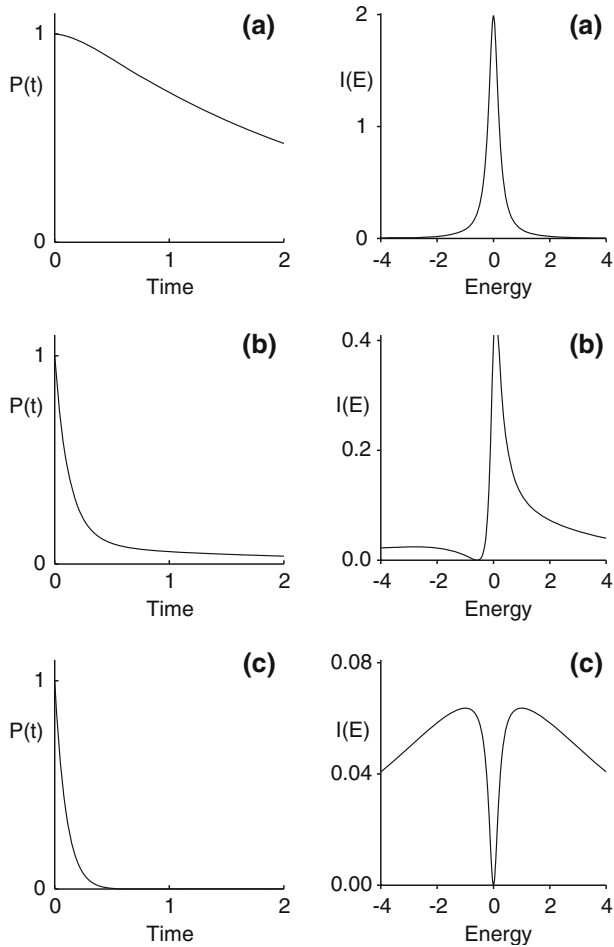 (a)
1
P(t)
0
0 1 2
Time
(a)
2
I(E)
1
0
-4 -2 0 2 4
Energy
(b)
1
P(t)
0
0 1 2
Time
(b)
0.4
I(E)
0.2
0.0
-4 -2 0 2 4
Energy
(c)
1
P(t)
0
0 1 2
Time
(c)
0.08
I(E)
0.04
0.00
-4 -2 0 2 4
Energy